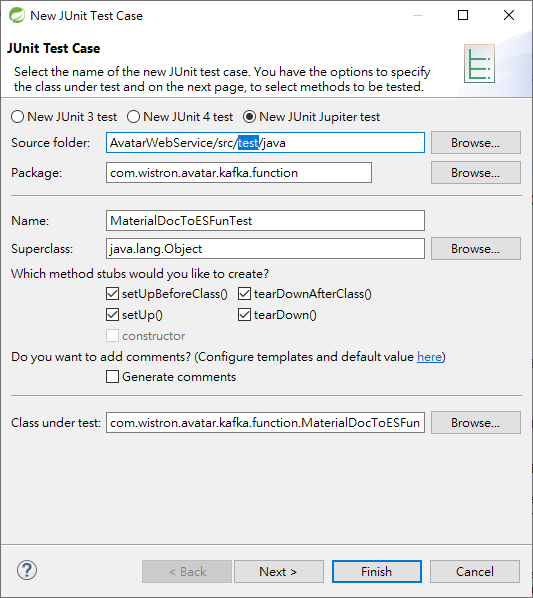 New JUnit Test Case
JUnit Test Case
Select the name of the new JUnit test case. You have the options to specify
the class under test and on the next page, to select methods to be tested.
New JUnit 3 test New JUnit 4 test New JUnit Jupiter test
Source folder: AvatarWebService/src/test/java Browse...
Package: com.wistron.avatar.kafka.function Browse...
Name: MaterialDocToESFunTest
Superclass: java.lang.Object Browse...
Which method stubs would you like to create?
setUpBeforeClass() tearDownAfterClass()
setUp() tearDown()
constructor
Do you want to add comments? (Configure templates and default value here)
Generate comments
Class under test: com.wistron.avatar.kafka.function.MaterialDocToESFun Browse...
? < Back Next > Finish Cancel